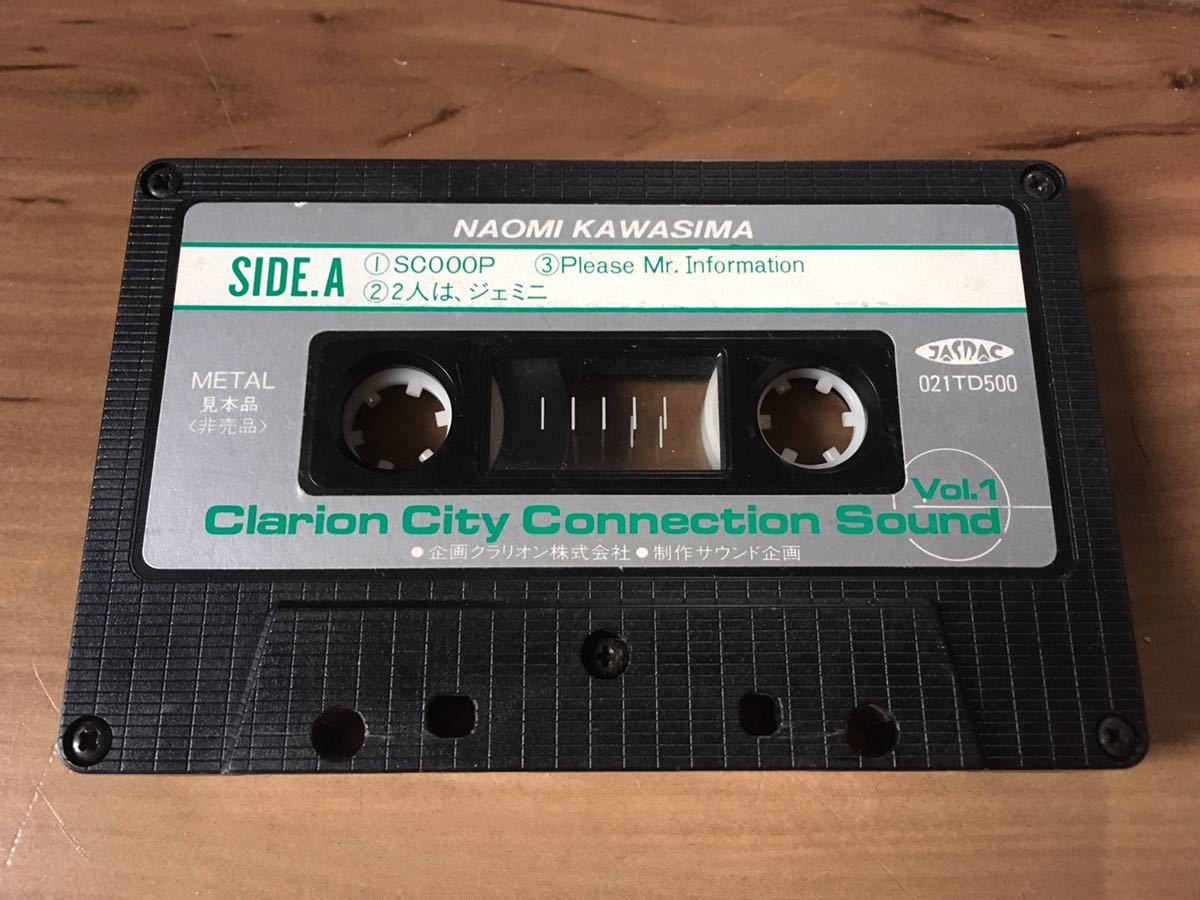 NAOMI KAWASIMA
SIDE.A
①SCOOOP ③Please Mr. Information
②2人は、ジェミニ
JASRAC
021TD500
METAL
見本品
〈非売品〉
Vol.1
Clarion City Connection Sound
●企画クラリオン株式会社●制作サウンド企画